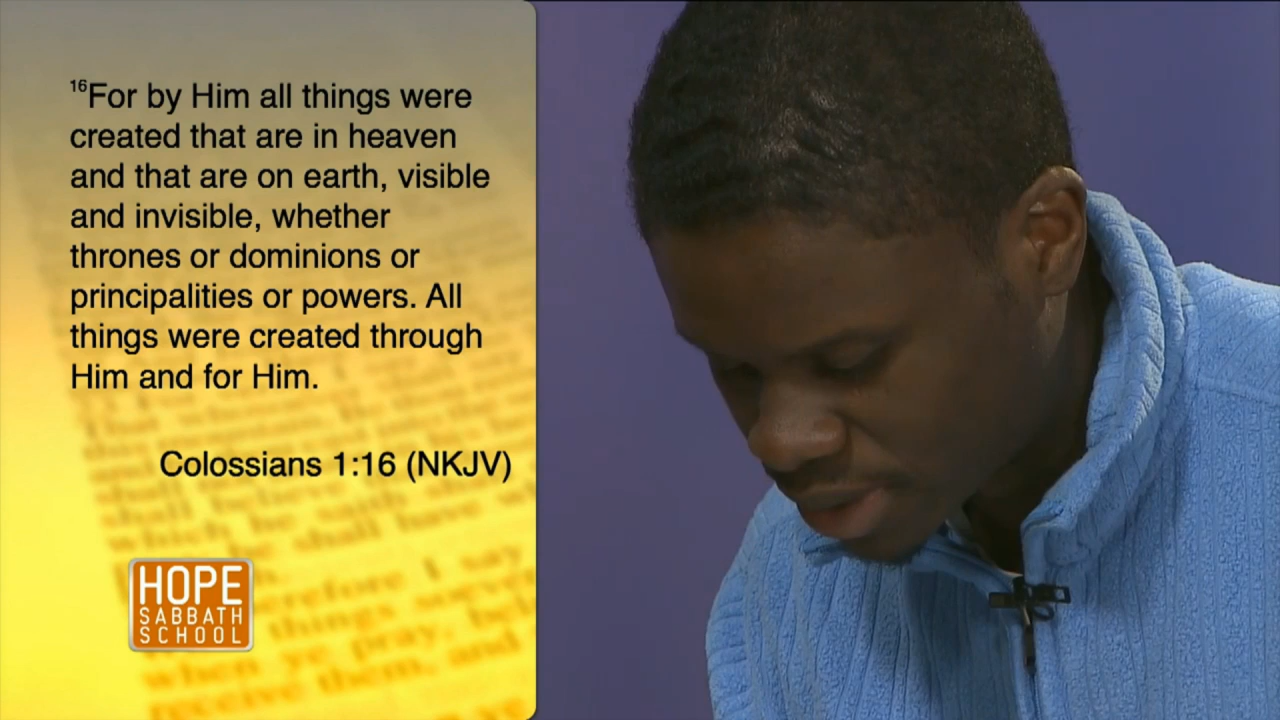 ¹⁶For by Him all things were
created that are in heaven
and that are on earth, visible
and invisible, whether
thrones or dominions or
principalities or powers. All
things were created through
Him and for Him.
Colossians 1:16 (NKJV)
HOPE
SABBATH
SCHOOL